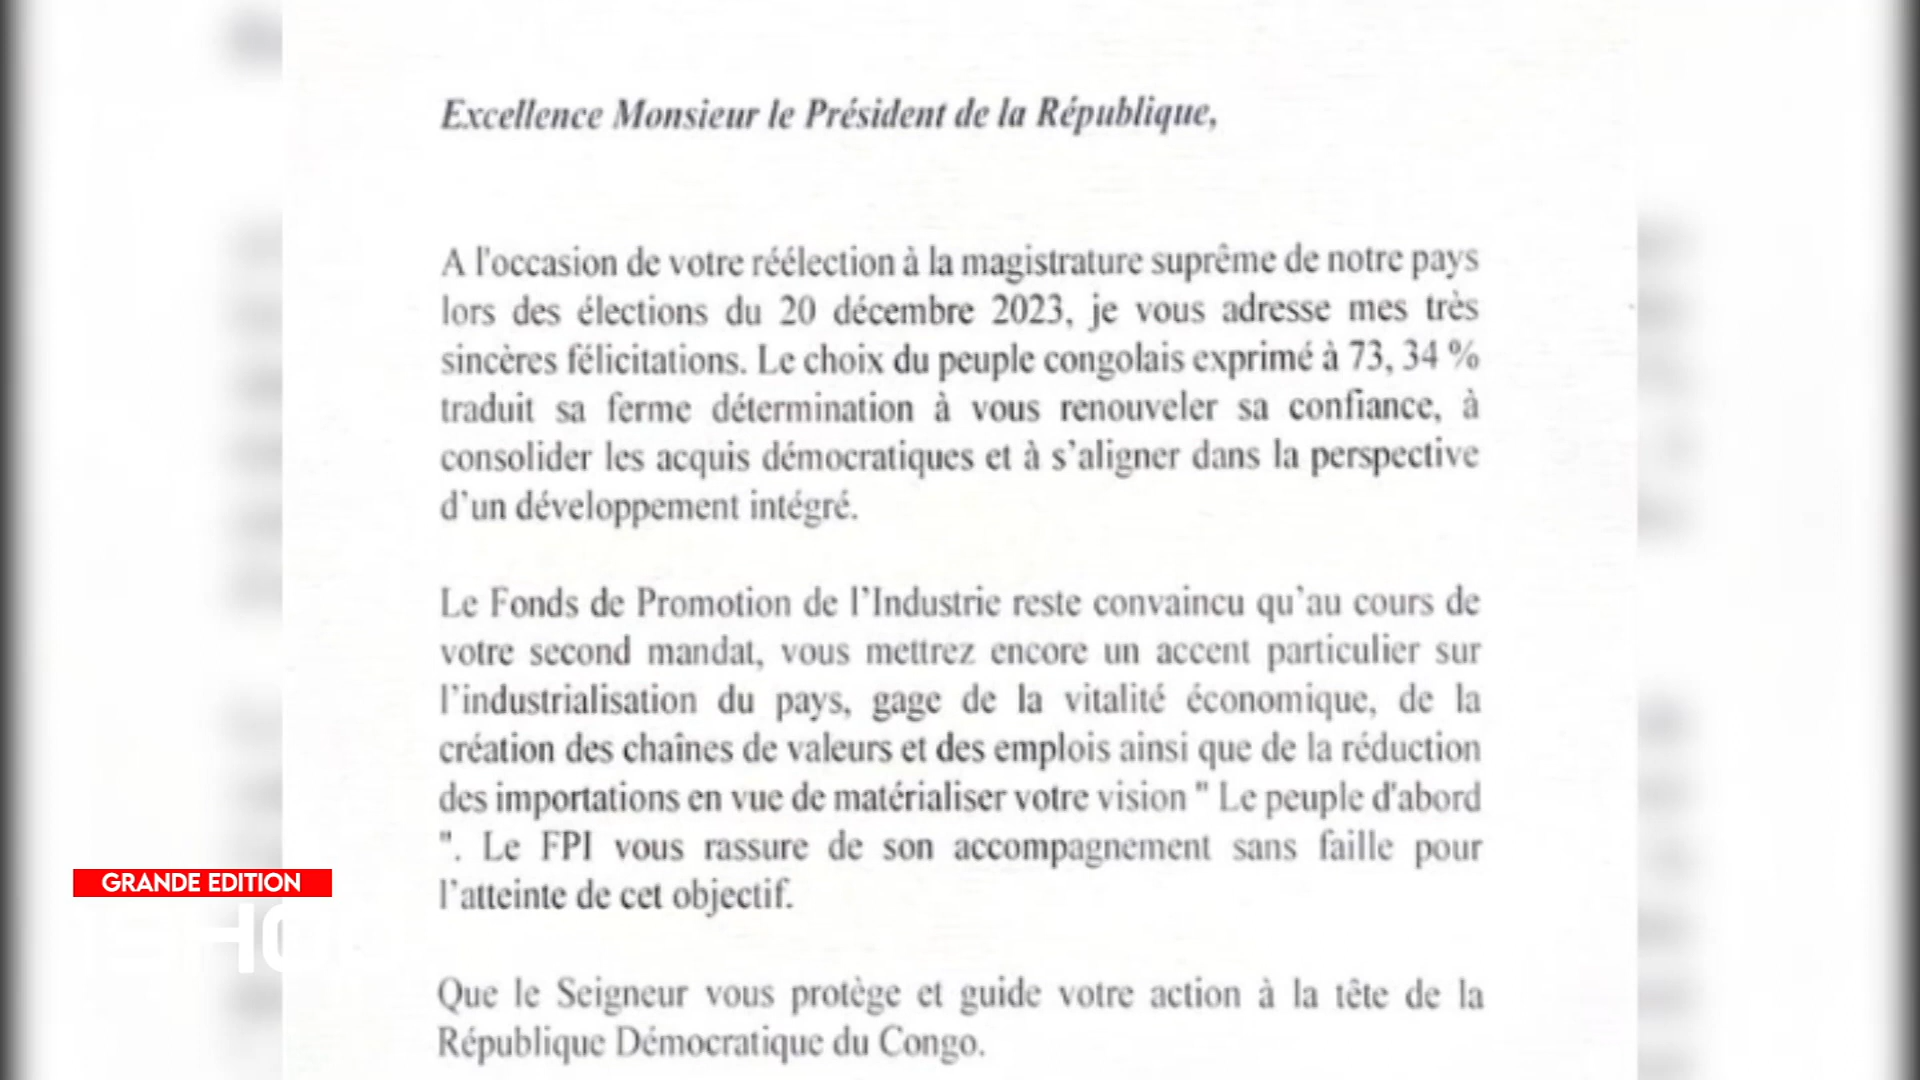 Excellence Monsieur le Président de la République,
A l'occasion de votre réélection à la magistrature suprême de notre pays
lors des élections du 20 décembre 2023, je vous adresse mes très
sincères félicitations. Le choix du peuple congolais exprimé à 73, 34 %
traduit sa ferme détermination à vous renouveler sa confiance, à
consolider les acquis démocratiques et à s’aligner dans la perspective
d’un développement intégré.
Le Fonds de Promotion de l’Industrie reste convaincu qu’au cours de
votre second mandat, vous mettrez encore un accent particulier sur
l’industrialisation du pays, gage de la vitalité économique, de la
création des chaînes de valeurs et des emplois ainsi que de la réduction
des importations en vue de matérialiser votre vision " Le peuple d'abord
". Le FPI vous rassure de son accompagnement sans faille pour
l’atteinte de cet objectif.
Que le Seigneur vous protège et guide votre action à la tête de la
République Démocratique du Congo.
GRANDE EDITION